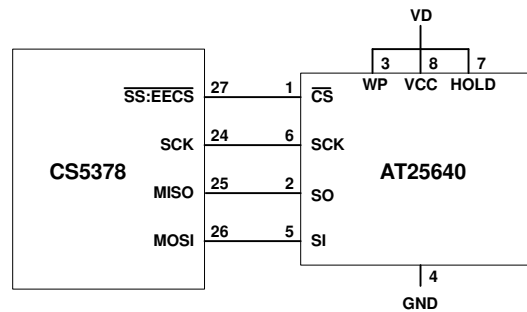 VD
3 8 7
WP VCC HOLD
SS:EECS 27 1 CS
SCK 24 6 SCK
CS5378 AT25640
MISO 25 2 SO
MOSI 26 5 SI
4
GND